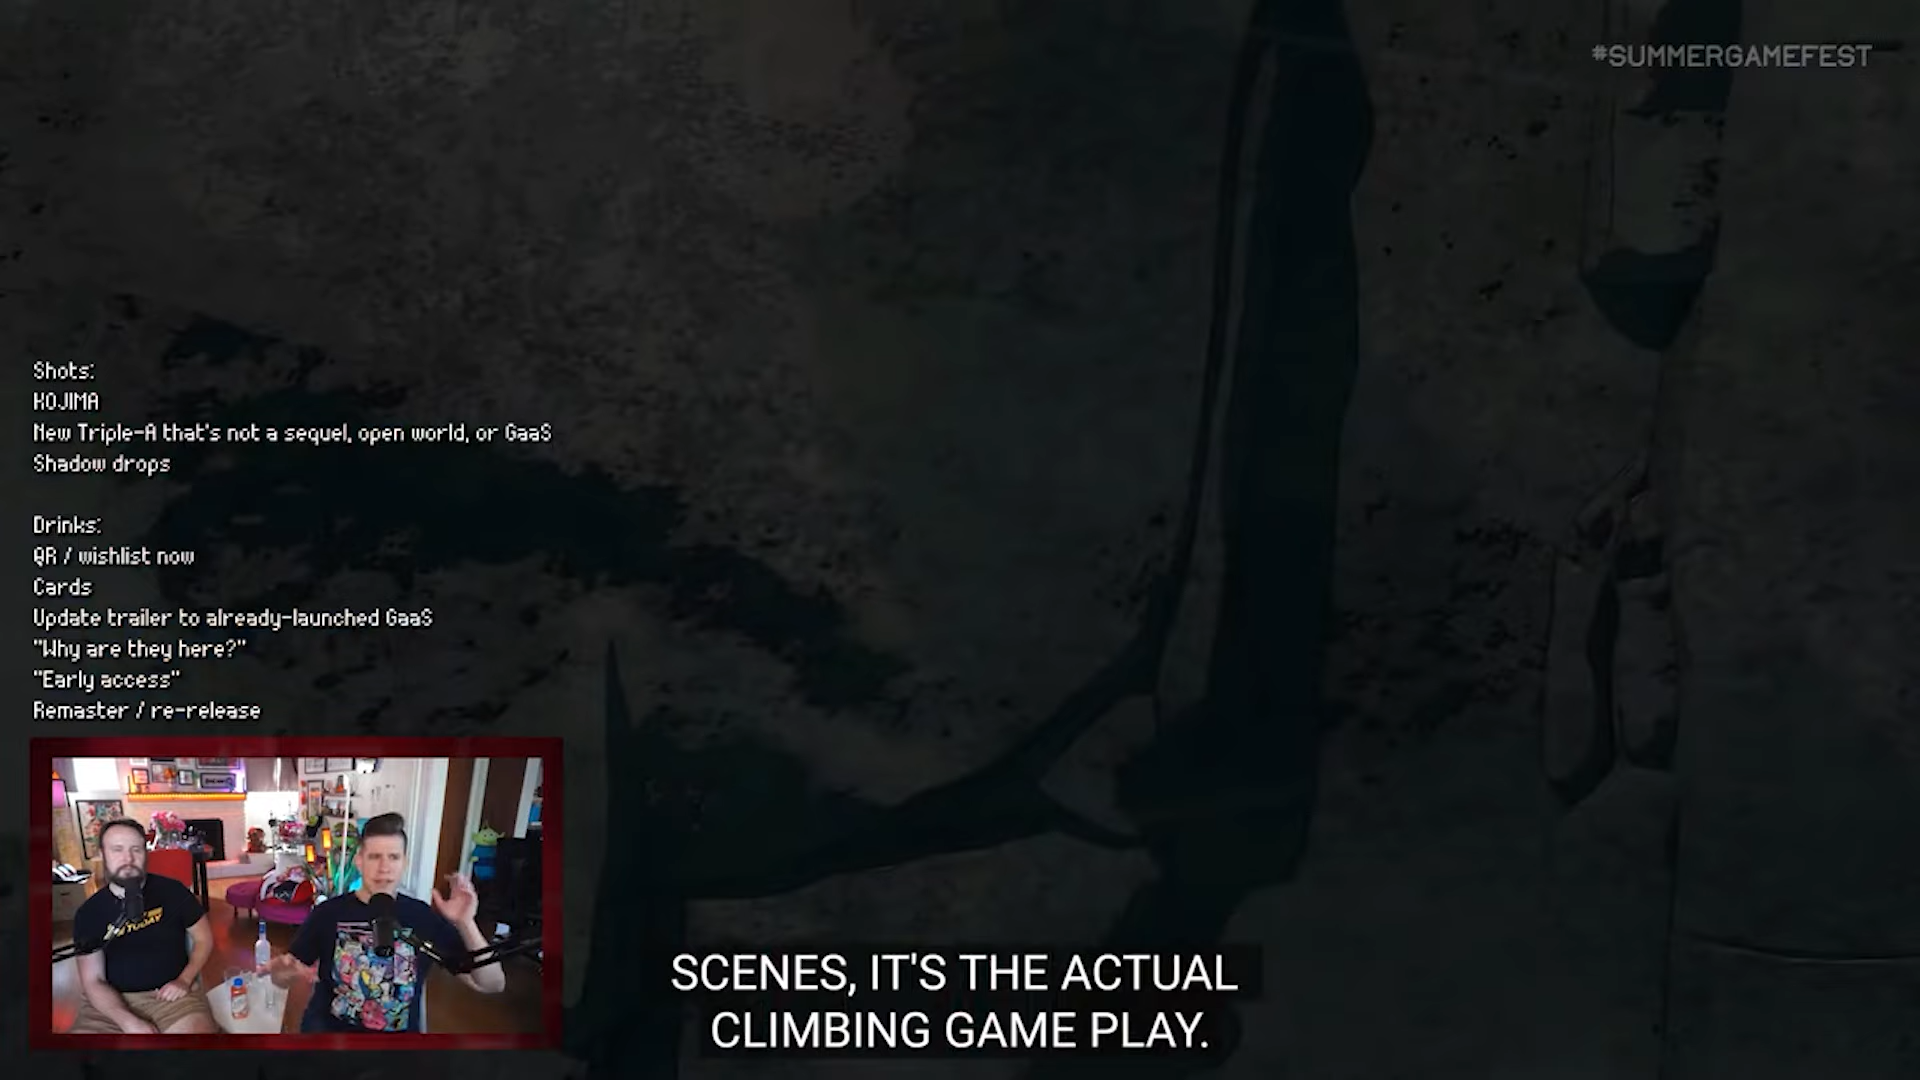 #SUMMERGAMEFEST
Shots:
KOJIMA
New Triple-A that's not a sequel, open world, or GaaS
Shadow drops
Drinks:
QR / wishlist now
Cards
Update trailer to already-launched GaaS
"Why are they here?"
"Early access"
Remaster / re-release
TODAY
SCENES, IT'S THE ACTUAL
CLIMBING GAME PLAY.